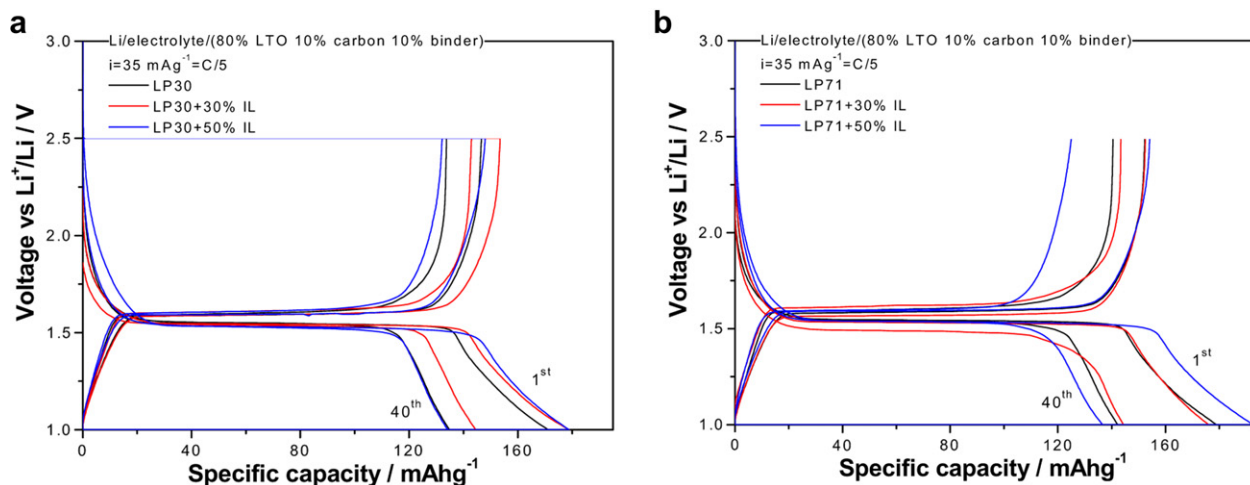 a
Li/electrolyte/(80% LTO 10% carbon 10% binder)
i=35 mAg⁻¹=C/5
LP30
LP30+30% IL
LP30+50% IL
Voltage vs Li⁺/Li / V
3.0
2.5
2.0
1.5
1.0
1ˢᵗ
40ᵗʰ
0 40 80 120 160
Specific capacity / mAhg⁻¹
b
Li/electrolyte/(80% LTO 10% carbon 10% binder)
i=35 mAg⁻¹=C/5
LP71
LP71+30% IL
LP71+50% IL
Voltage vs Li⁺/Li / V
3.0
2.5
2.0
1.5
1.0
1ˢᵗ
40ᵗʰ
0 40 80 120 160
Specific capacity / mAhg⁻¹